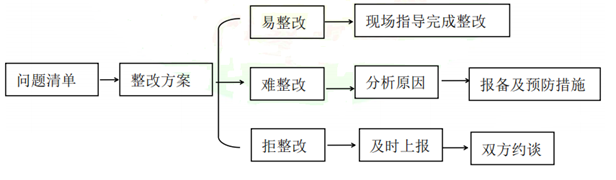 易整改
现场指导完成整改
问题清单
整改方案
难整改
分析原因
报备及预防措施
拒整改
及时上报
双方约谈